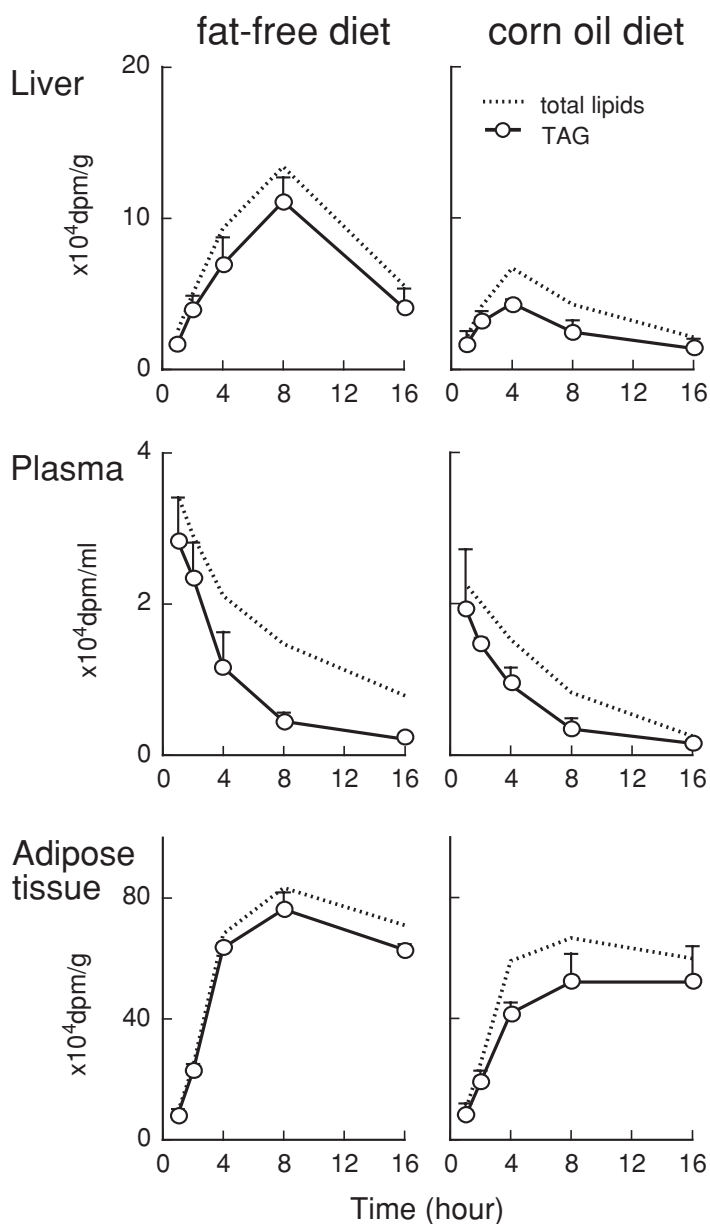 fat-free diet
corn oil diet
Liver
20
10
0
x10⁴dpm/g
total lipids
TAG
0 4 8 12 16
0 4 8 12 16
Plasma
4
2
0
x10⁴dpm/ml
0 4 8 12 16
0 4 8 12 16
Adipose
tissue
80
40
0
x10⁴dpm/g
0 4 8 12 16
0 4 8 12 16
Time (hour)